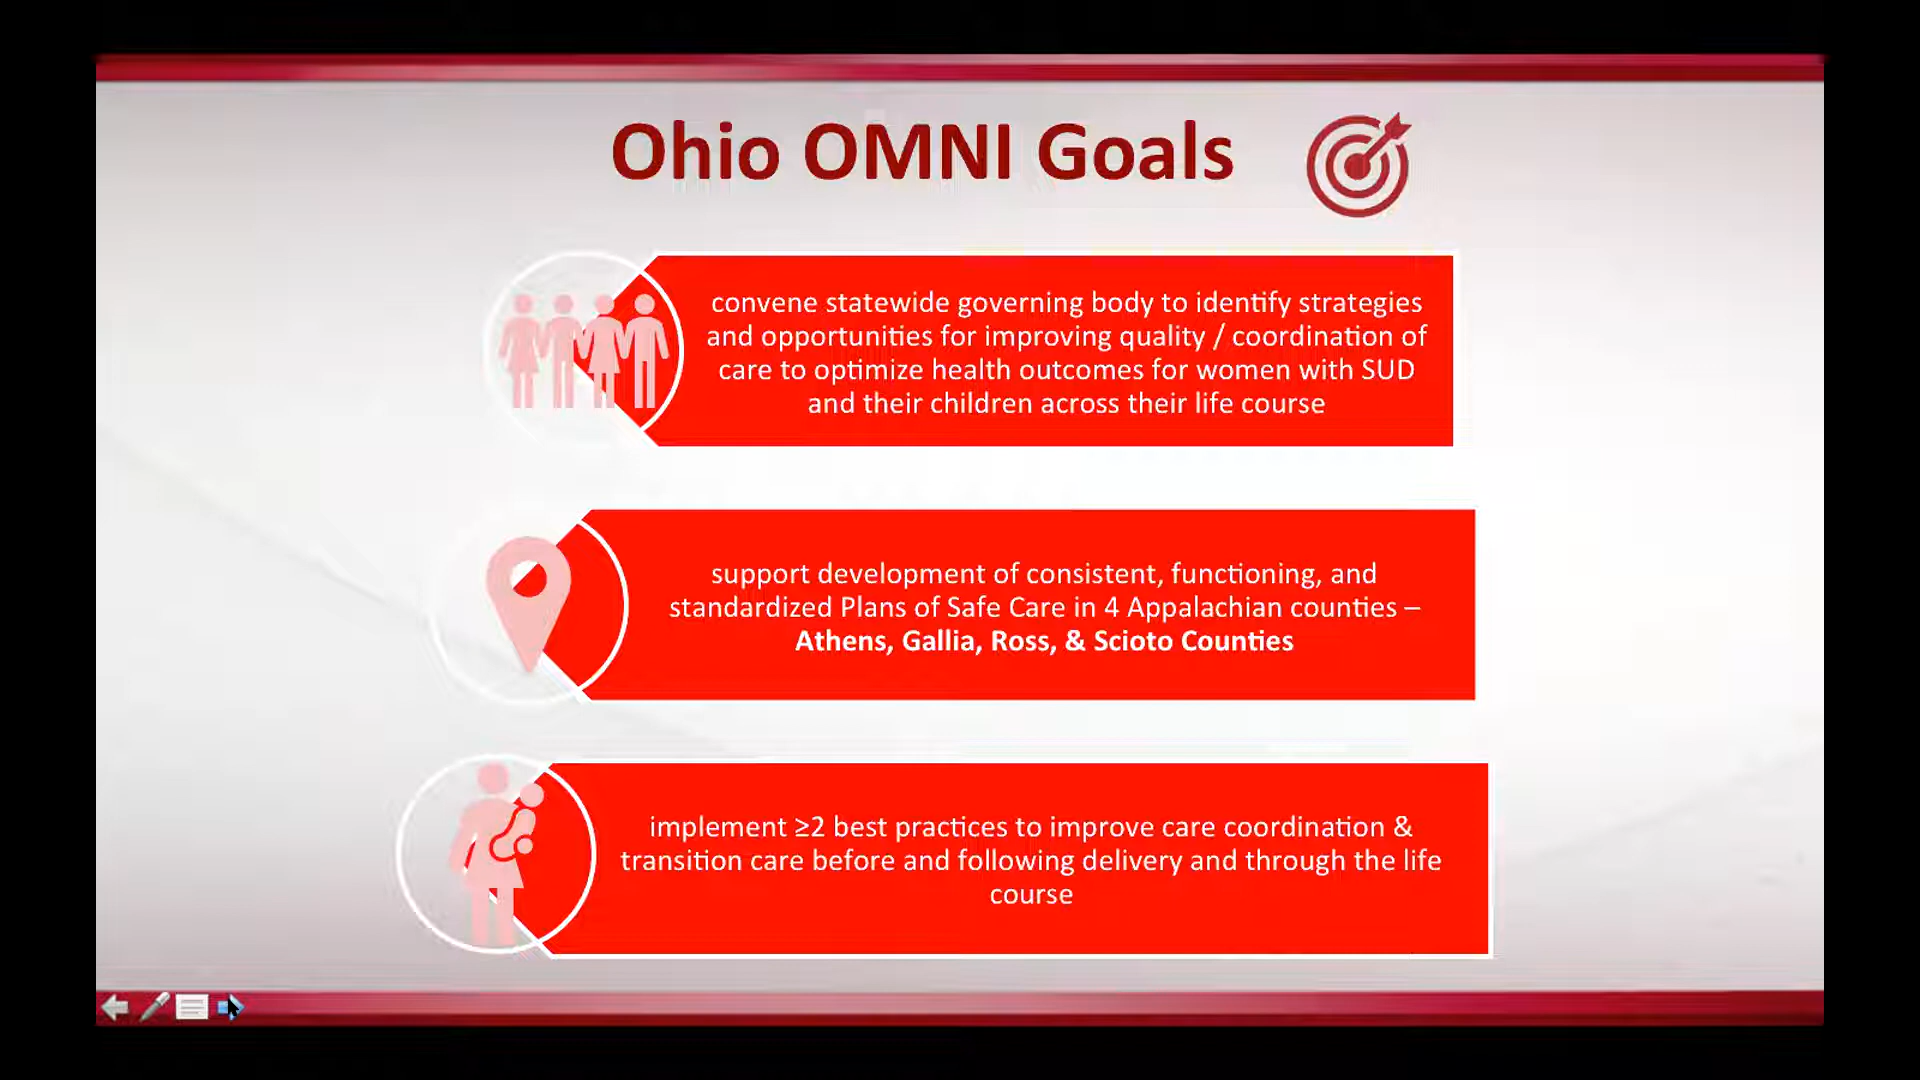 Ohio OMNI Goals
convene statewide governing body to identify strategies
and opportunities for improving quality / coordination of
care to optimize health outcomes for women with SUD
and their children across their life course
support development of consistent, functioning, and
standardized Plans of Safe Care in 4 Appalachian counties –
Athens, Gallia, Ross, & Scioto Counties
implement ≥2 best practices to improve care coordination &
transition care before and following delivery and through the life
course